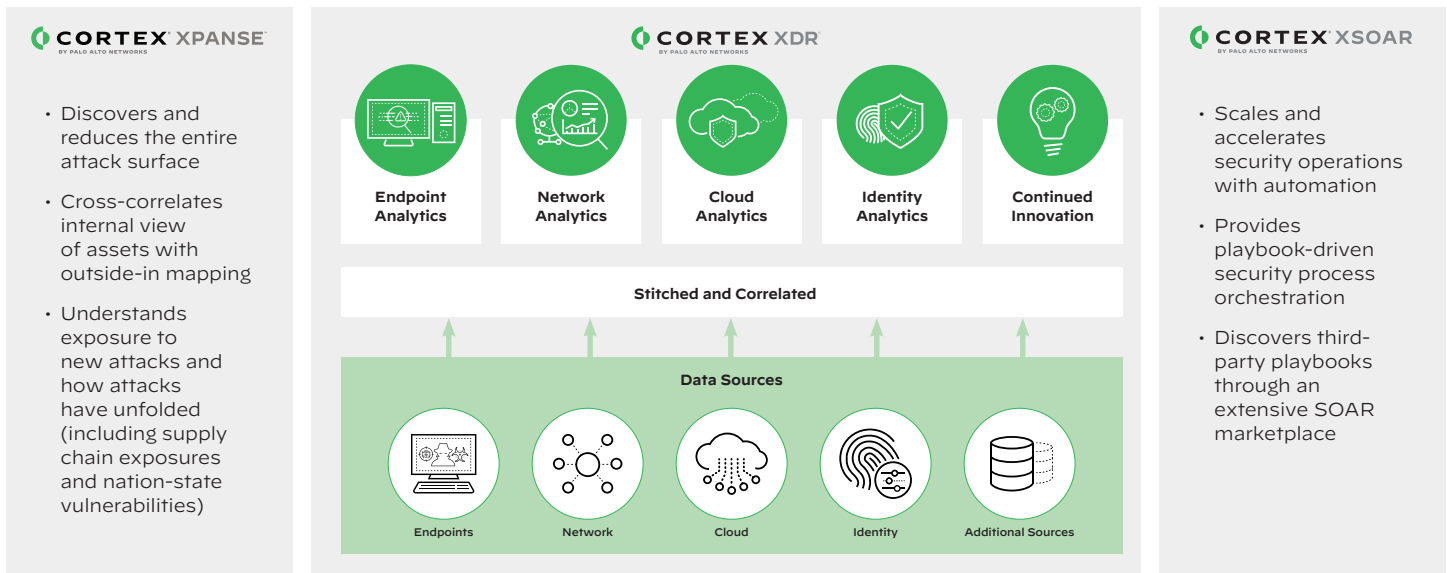 CORTEX XPANSE™
BY PALO ALTO NETWORKS
• Discovers and
reduces the entire
attack surface
• Cross-correlates
internal view
of assets with
outside-in mapping
• Understands
exposure to
new attacks and
how attacks
have unfolded
(including supply
chain exposures
and nation-state
vulnerabilities)
CORTEX® XDR®
BY PALO ALTO NETWORKS
Endpoint
Analytics
Network
Analytics
Cloud
Analytics
Identity
Analytics
Continued
Innovation
Stitched and Correlated
Data Sources
Endpoints
Network
Cloud
Identity
Additional Sources
CORTEX® XSOAR
BY PALO ALTO NETWORKS
• Scales and
accelerates
security operations
with automation
• Provides
playbook-driven
security process
orchestration
• Discovers third-
party playbooks
through an
extensive SOAR
marketplace